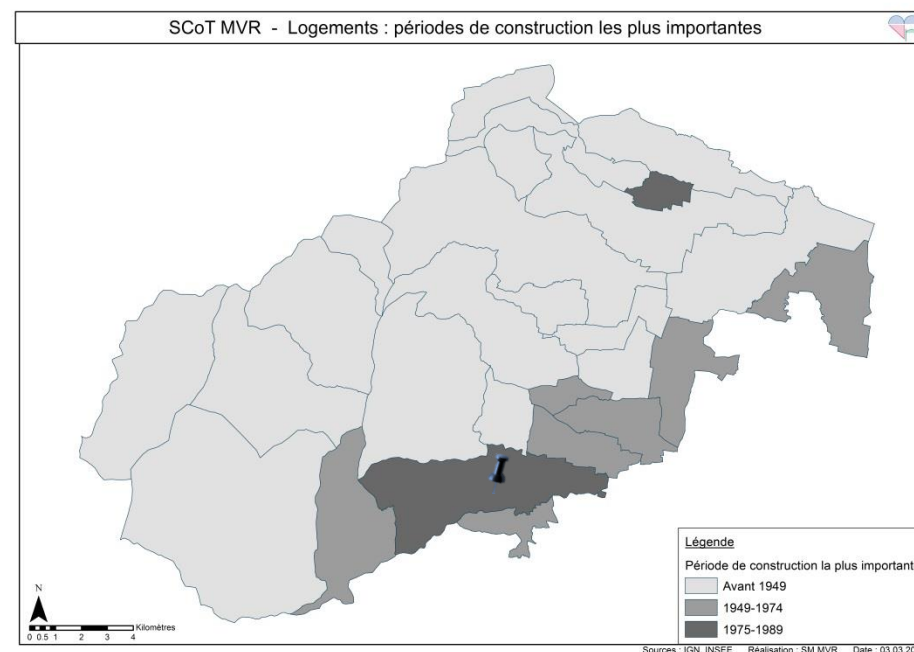 SCoT MVR - Logements : périodes de construction les plus importantes
Légende
Période de construction la plus important
Avant 1949
1949-1974
1975-1989
N
0 0.5 1 2 3 4 Kilomètres
Sources : IGN, INSEE Réalisation : SM MVR Date : 03.03.20